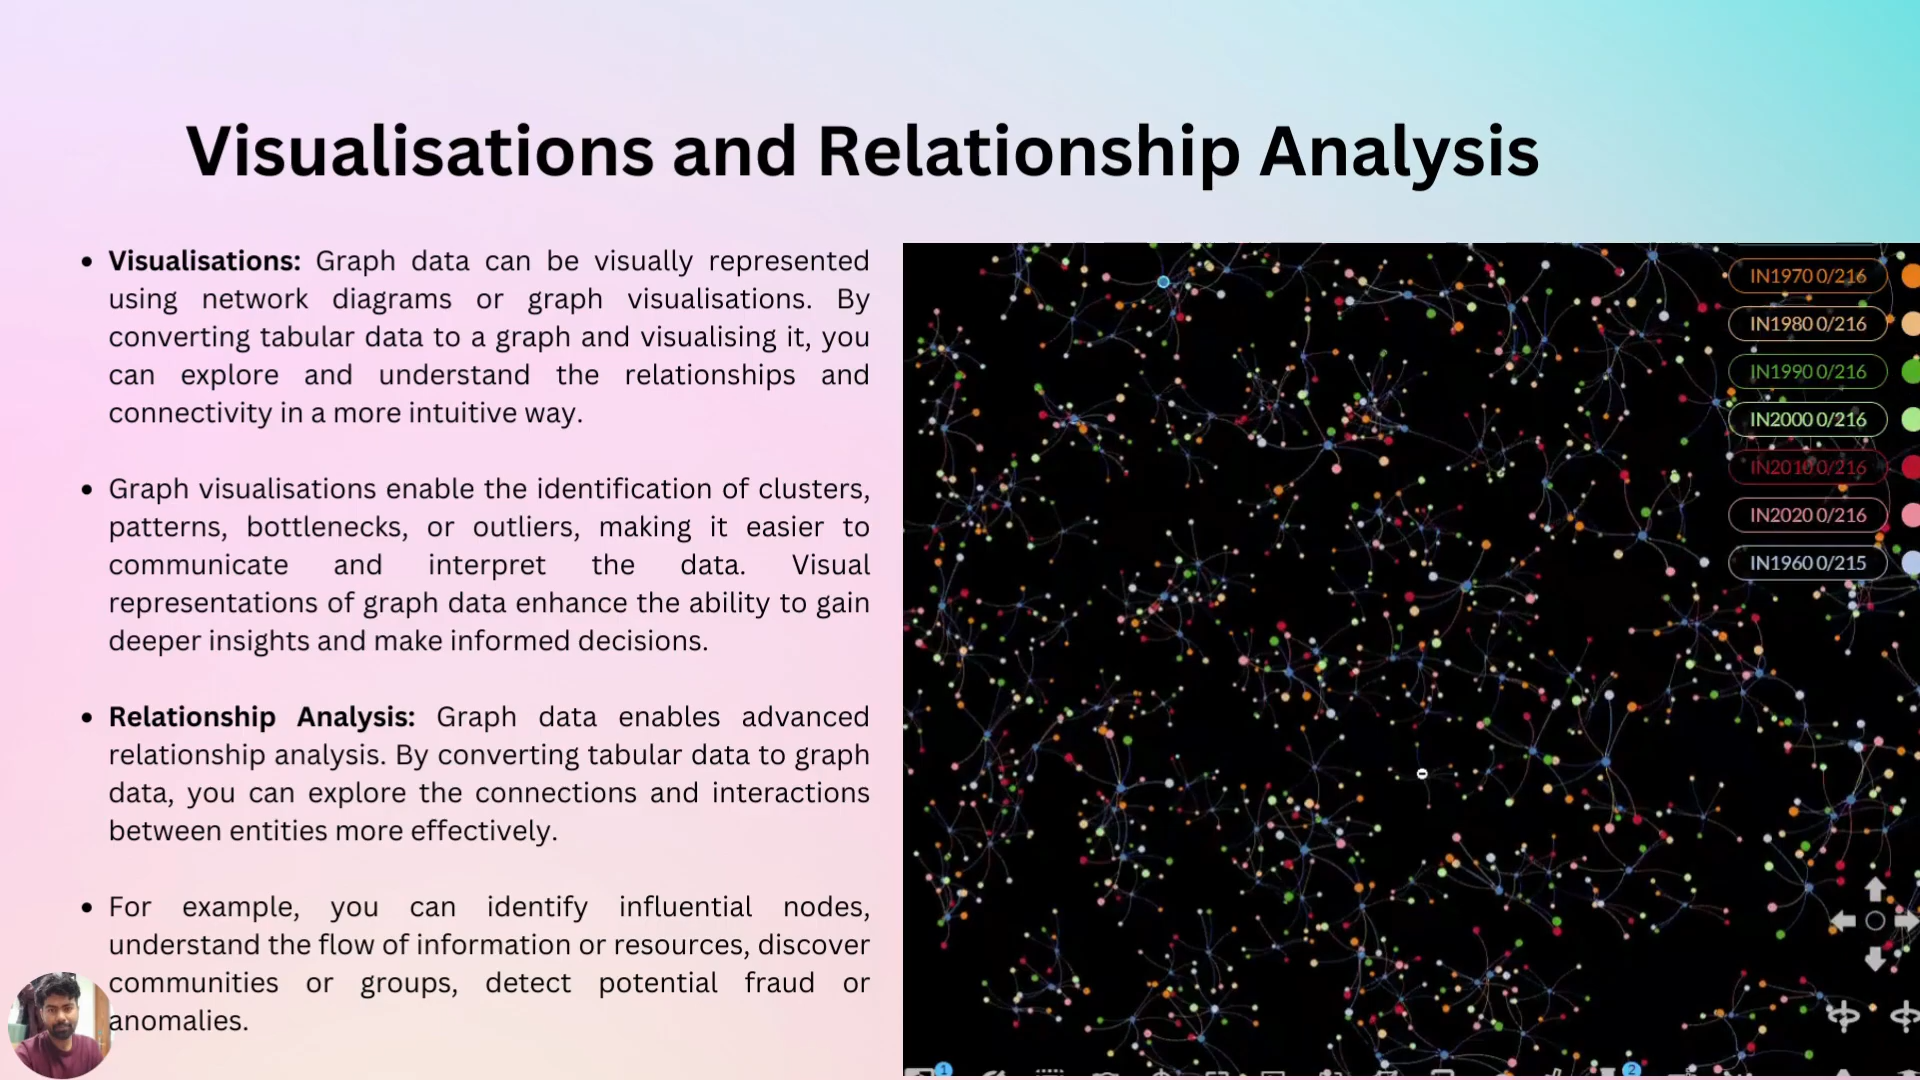 Visualisations and Relationship Analysis
Visualisations: Graph data can be visually represented
using network diagrams or graph visualisations. By
converting tabular data to a graph and visualising it, you
can explore and understand the relationships and
connectivity in a more intuitive way.
Graph visualisations enable the identification of clusters,
patterns, bottlenecks, or outliers, making it easier to
communicate and interpret the data. Visual
representations of graph data enhance the ability to gain
deeper insights and make informed decisions.
Relationship Analysis: Graph data enables advanced
relationship analysis. By converting tabular data to graph
data, you can explore the connections and interactions
between entities more effectively.
For example, you can identify influential nodes,
understand the flow of information or resources, discover
communities or groups, detect potential fraud or
anomalies.
IN1970 0/216
IN1980 0/216
IN1990 0/216
IN2000 0/216
IN2010 0/216
IN2020 0/216
IN1960 0/215
1
2